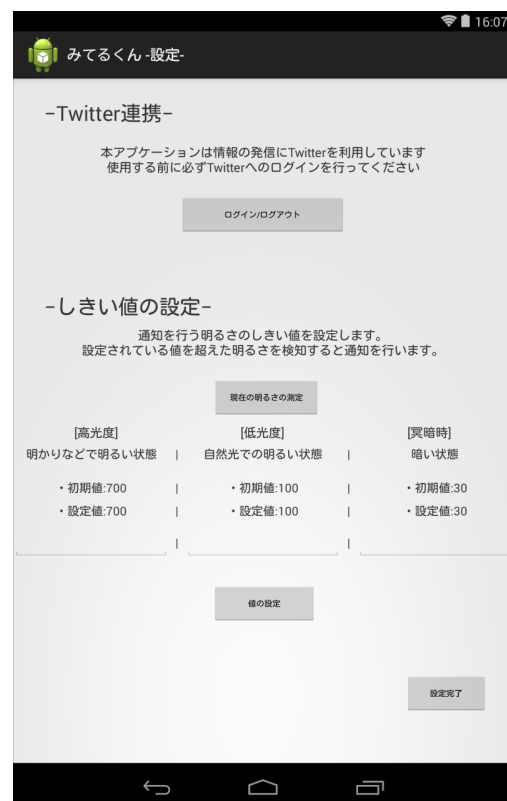 16:07
みてるくん -設定-
-Twitter連携-
本アプケーションは情報の発信にTwitterを利用しています
使用する前に必ずTwitterへのログインを行ってください
ログイン/ログアウト
-しきい値の設定-
通知を行う明るさのしきい値を設定します。
設定されている値を超えた明るさを検知すると通知を行います。
現在の明るさの測定
[高光度] [低光度] [冥暗時]
明かりなどで明るい状態 | 自然光での明るい状態 | 暗い状態
・初期値:700 | ・初期値:100 | ・初期値:30
・設定値:700 | ・設定値:100 | ・設定値:30
| |
値の設定
設定完了